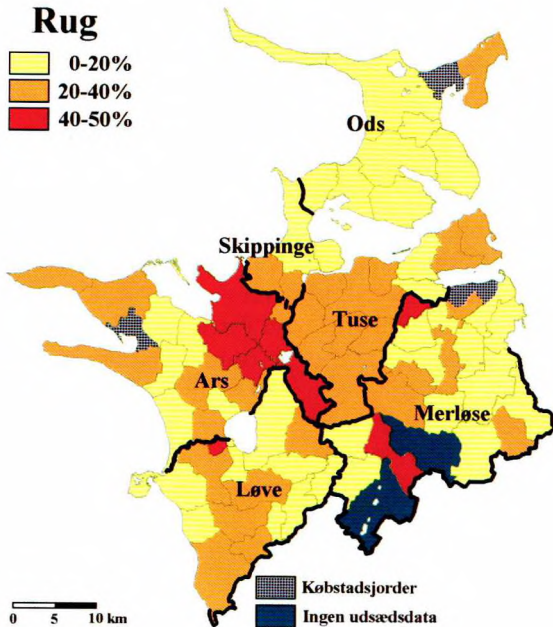 Rug
0-20%
20-40%
40-50%
Ods
Skippinge
Tuse
Ars
Merløse
Løve
0 5 10 km
Købstadsjorder
Ingen udsædsdata